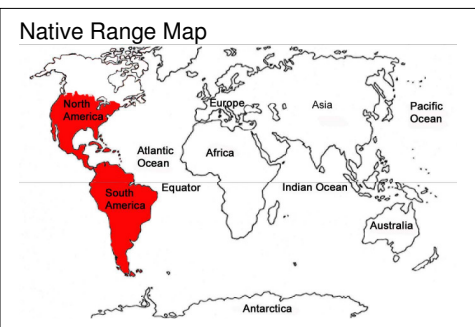 Native Range Map
North
America
Europe
Asia
Pacific
Ocean
Atlantic
Ocean
Africa
South
America
Equator
Indian Ocean
Australia
Antarctica